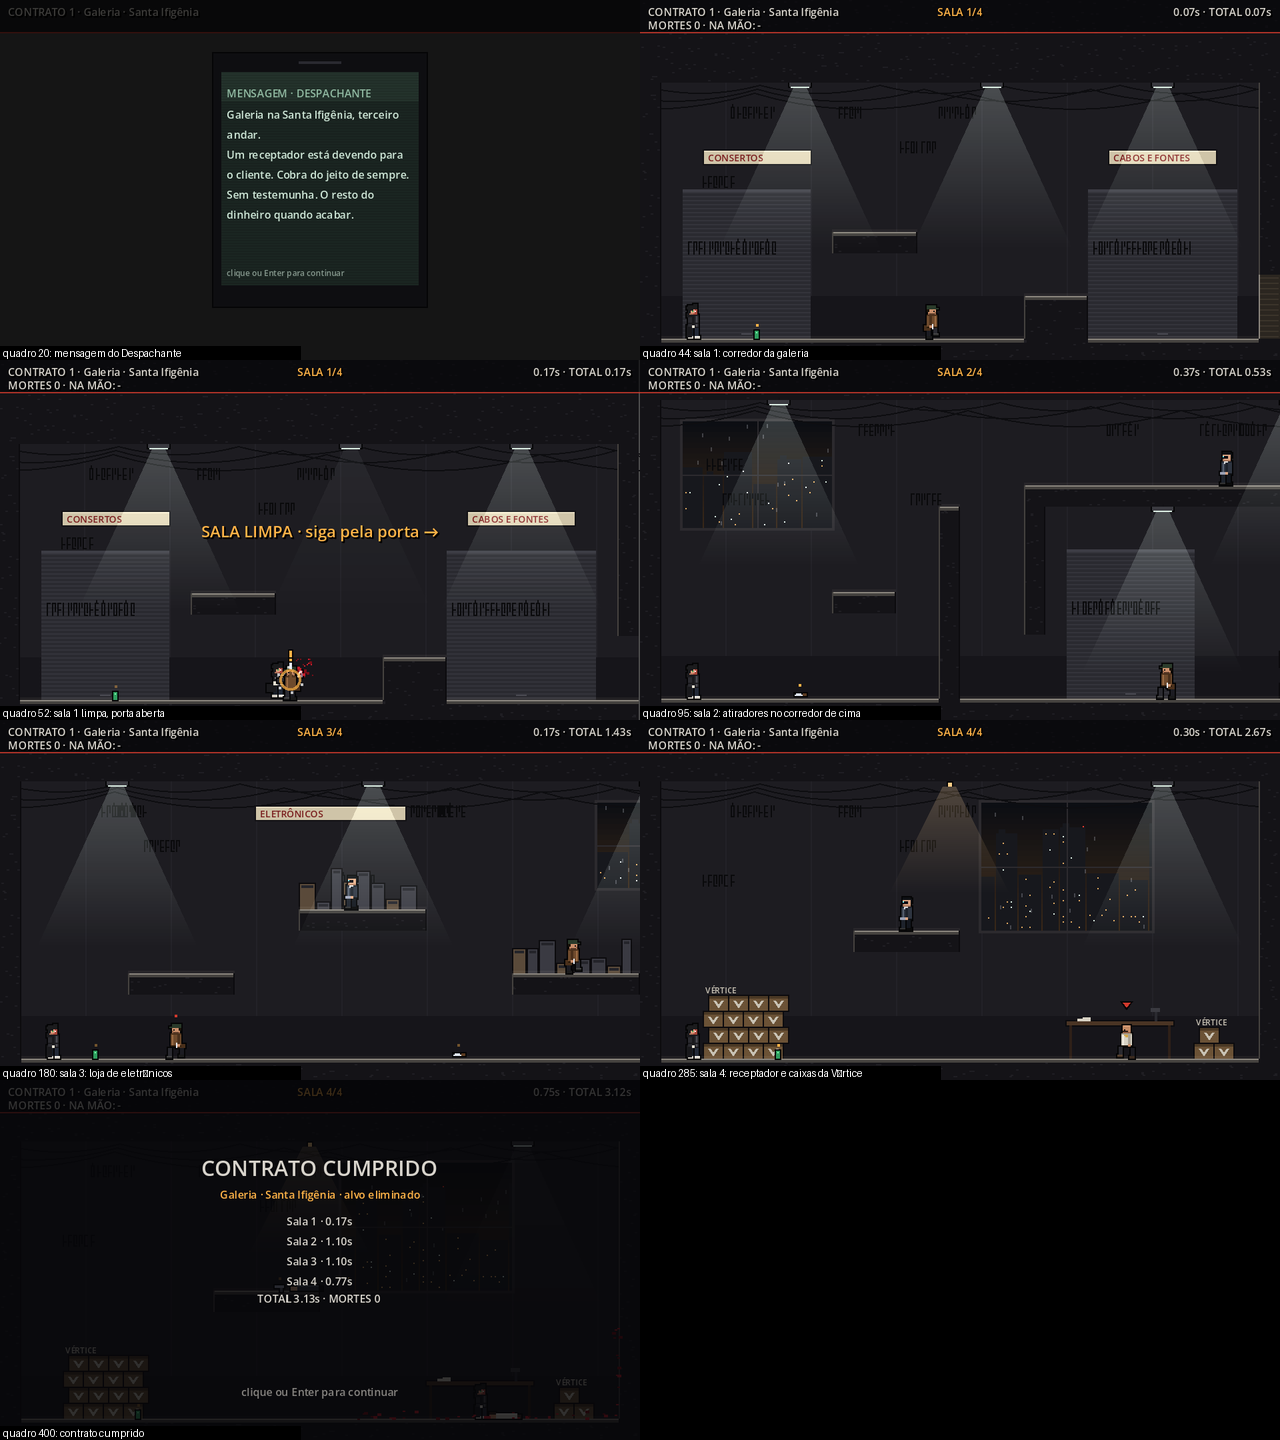 CONTRATO 1 · Galeria · Santa Ifigênia
MENSAGEM · DESPACHANTE
Galeria na Santa Ifigênia, terceiro
andar.
Um receptador está devendo para
o cliente. Cobra do jeito de sempre.
Sem testemunha. O resto do
dinheiro quando acabar.
clique ou Enter para continuar
quadro 20: mensagem do Despachante
CONTRATO 1 · Galeria · Santa Ifigênia SALA 1/4 0.07s · TOTAL 0.07s
MORTES 0 · NA MÃO: -
CONSERTOS
CABOS E FONTES
quadro 44: sala 1: corredor da galeria
CONTRATO 1 · Galeria · Santa Ifigênia SALA 1/4 0.17s · TOTAL 0.17s
MORTES 0 · NA MÃO: -
CONSERTOS
CABOS E FONTES
SALA LIMPA · siga pela porta →
quadro 52: sala 1 limpa, porta aberta
CONTRATO 1 · Galeria · Santa Ifigênia SALA 2/4 0.37s · TOTAL 0.53s
MORTES 0 · NA MÃO: -
quadro 95: sala 2: atiradores no corredor de cima
CONTRATO 1 · Galeria · Santa Ifigênia SALA 3/4 0.17s · TOTAL 1.43s
MORTES 0 · NA MÃO: -
ELETRÔNICOS
quadro 180: sala 3: loja de eletr□nicos
CONTRATO 1 · Galeria · Santa Ifigênia SALA 4/4 0.30s · TOTAL 2.67s
MORTES 0 · NA MÃO: -
VÉRTICE
VÉRTICE
quadro 285: sala 4: receptador e caixas da V□rtice
CONTRATO 1 · Galeria · Santa Ifigênia SALA 4/4 0.75s · TOTAL 3.12s
MORTES 0 · NA MÃO: -
CONTRATO CUMPRIDO
Galeria · Santa Ifigênia · alvo eliminado
Sala 1 · 0.17s
Sala 2 · 1.10s
Sala 3 · 1.10s
Sala 4 · 0.77s
TOTAL 3.13s · MORTES 0
VÉRTICE
VÉRTICE
clique ou Enter para continuar
quadro 400: contrato cumprido